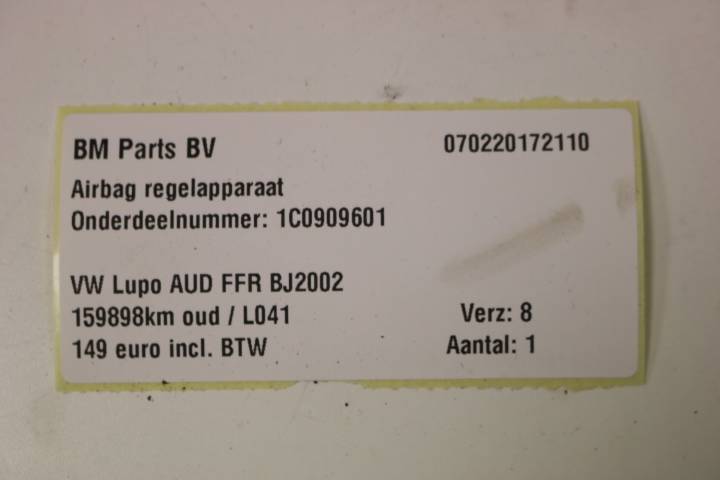 BM Parts BV 070220172110
Airbag regelapparaat
Onderdeelnummer: 1C0909601
VW Lupo AUD FFR BJ2002
159898km oud / L041 Verz: 8
149 euro incl. BTW Aantal: 1